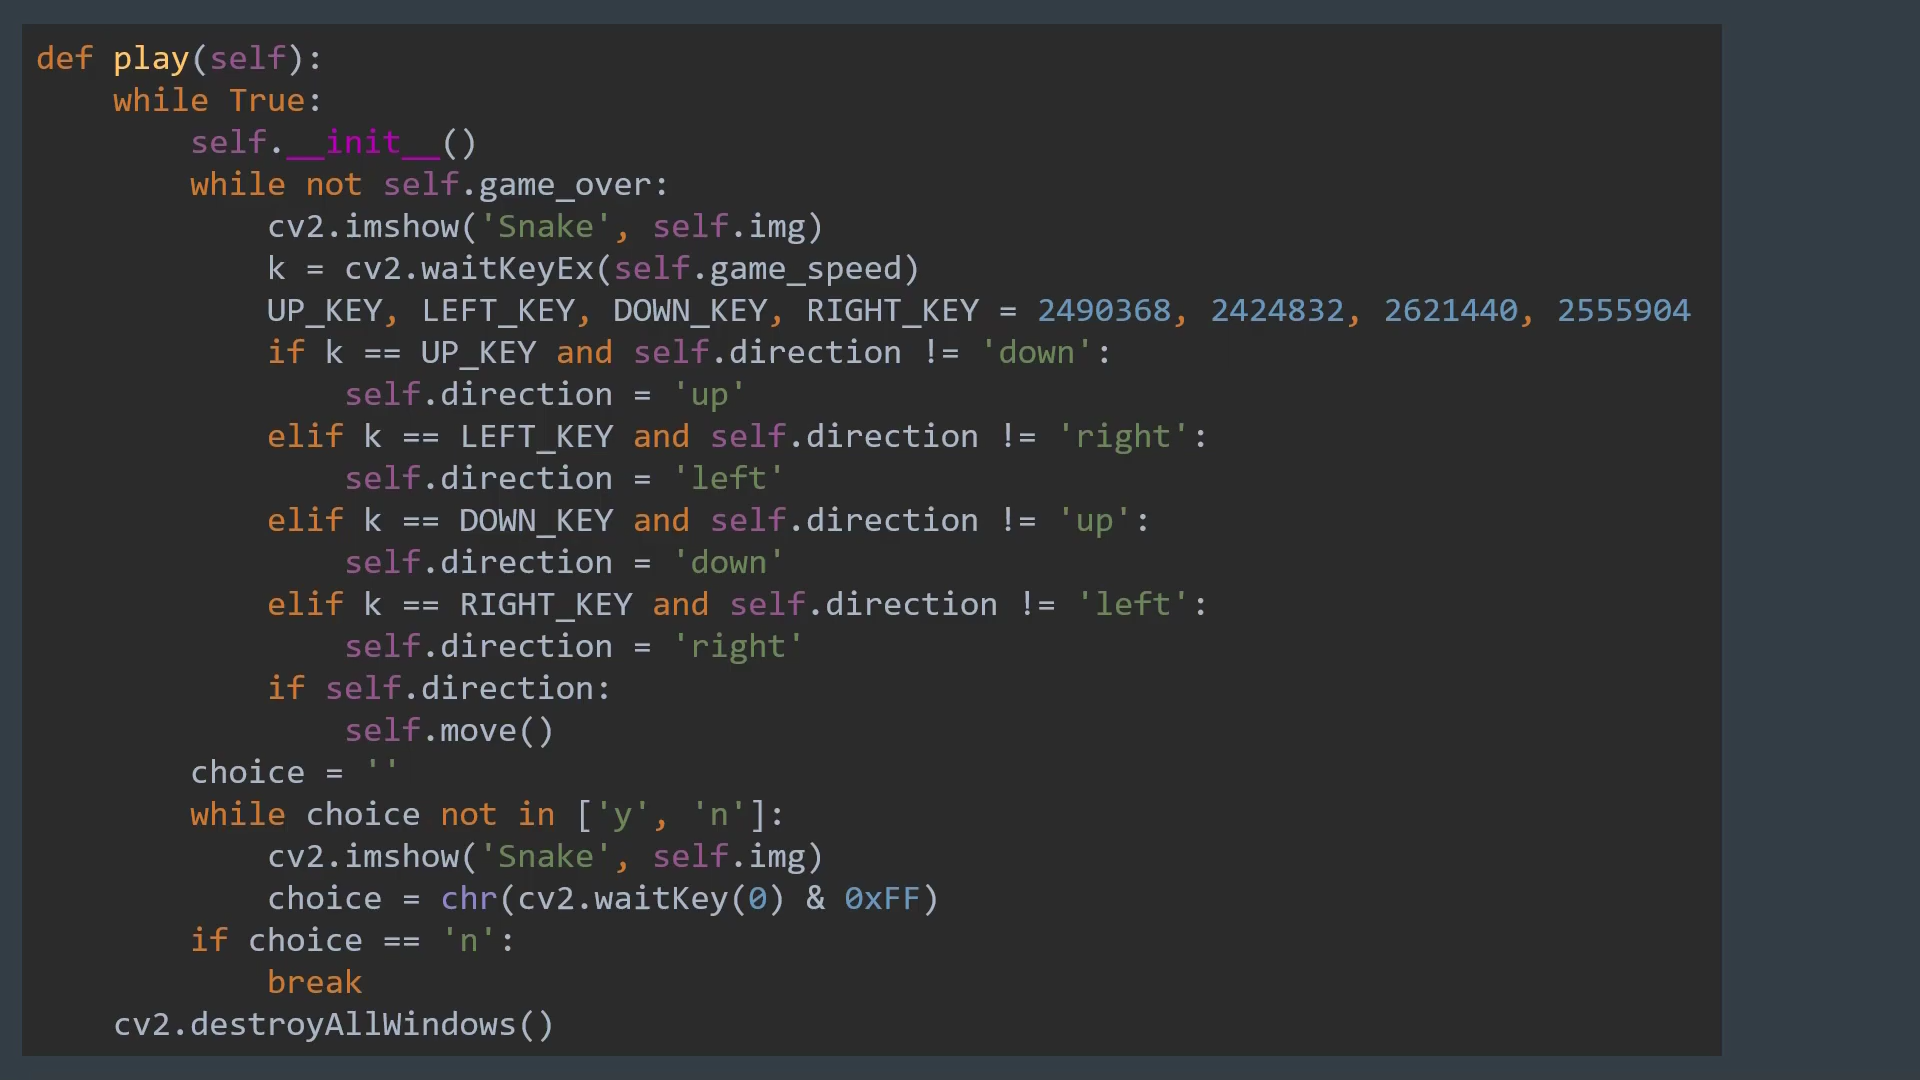 def play(self):
    while True:
        self.__init__()
        while not self.game_over:
            cv2.imshow('Snake', self.img)
            k = cv2.waitKeyEx(self.game_speed)
            UP_KEY, LEFT_KEY, DOWN_KEY, RIGHT_KEY = 2490368, 2424832, 2621440, 2555904
            if k == UP_KEY and self.direction != 'down':
                self.direction = 'up'
            elif k == LEFT_KEY and self.direction != 'right':
                self.direction = 'left'
            elif k == DOWN_KEY and self.direction != 'up':
                self.direction = 'down'
            elif k == RIGHT_KEY and self.direction != 'left':
                self.direction = 'right'
            if self.direction:
                self.move()
        choice = ''
        while choice not in ['y', 'n']:
            cv2.imshow('Snake', self.img)
            choice = chr(cv2.waitKey(0) & 0xFF)
        if choice == 'n':
            break
    cv2.destroyAllWindows()